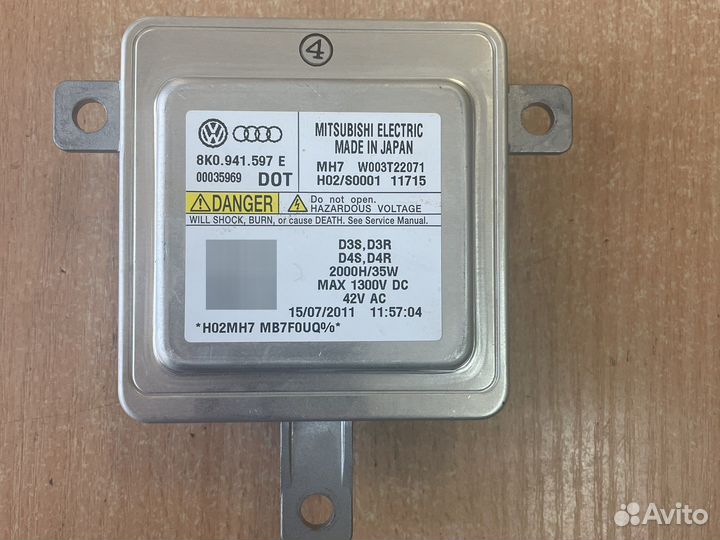 4
MITSUBISHI ELECTRIC
MADE IN JAPAN
8K0.941.597 E
00035969 DOT
MH7 W003T22071
H02/S0001 11715
DANGER
Do not open.
HAZARDOUS VOLTAGE
WILL SHOCK, BURN, or cause DEATH. See Service Manual.
D3S,D3R
D4S,D4R
2000H/35W
MAX 1300V DC
42V AC
15/07/2011 11:57:04
*H02MH7 MB7F0UQ%*
Avito